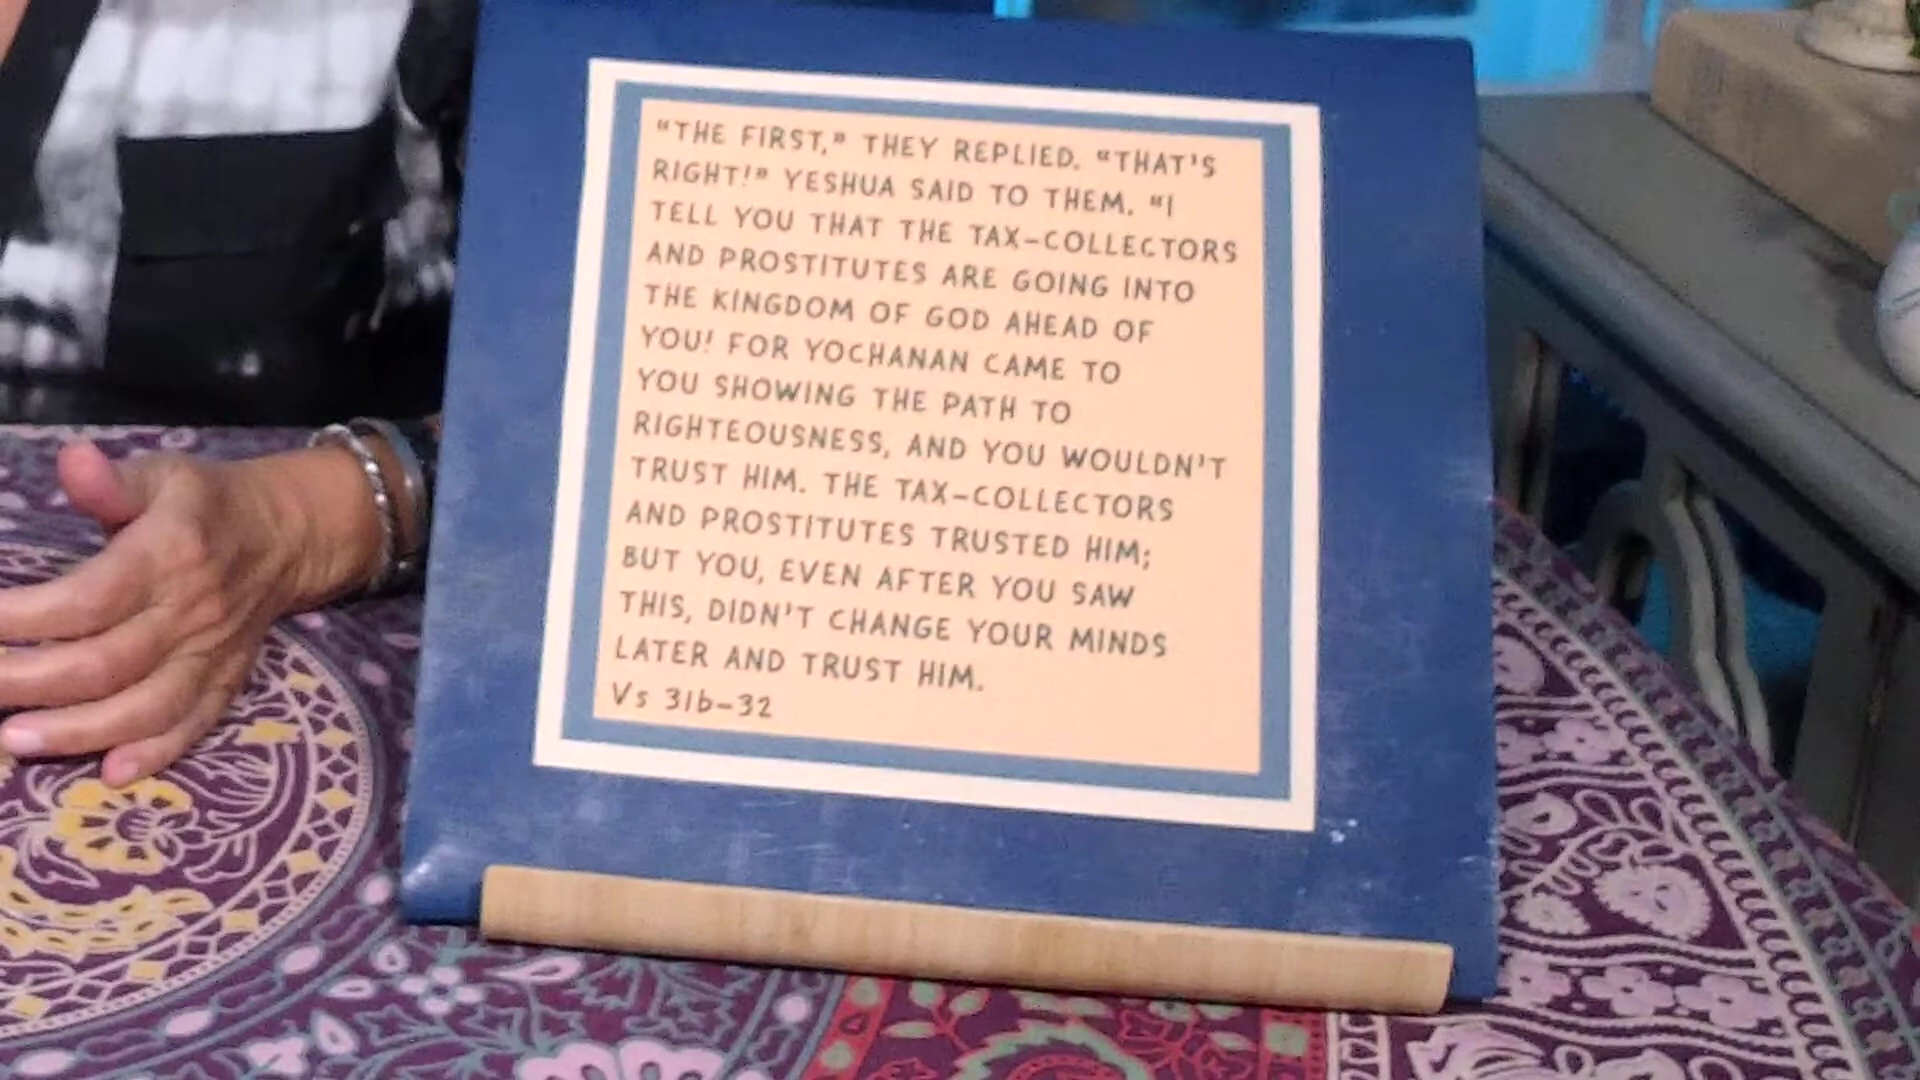 "THE FIRST," THEY REPLIED. "THAT'S
RIGHT!" YESHUA SAID TO THEM. "I
TELL YOU THAT THE TAX-COLLECTORS
AND PROSTITUTES ARE GOING INTO
THE KINGDOM OF GOD AHEAD OF
YOU! FOR YOCHANAN CAME TO
YOU SHOWING THE PATH TO
RIGHTEOUSNESS, AND YOU WOULDN'T
TRUST HIM. THE TAX-COLLECTORS
AND PROSTITUTES TRUSTED HIM;
BUT YOU, EVEN AFTER YOU SAW
THIS, DIDN'T CHANGE YOUR MINDS
LATER AND TRUST HIM.
Vs 31b-32